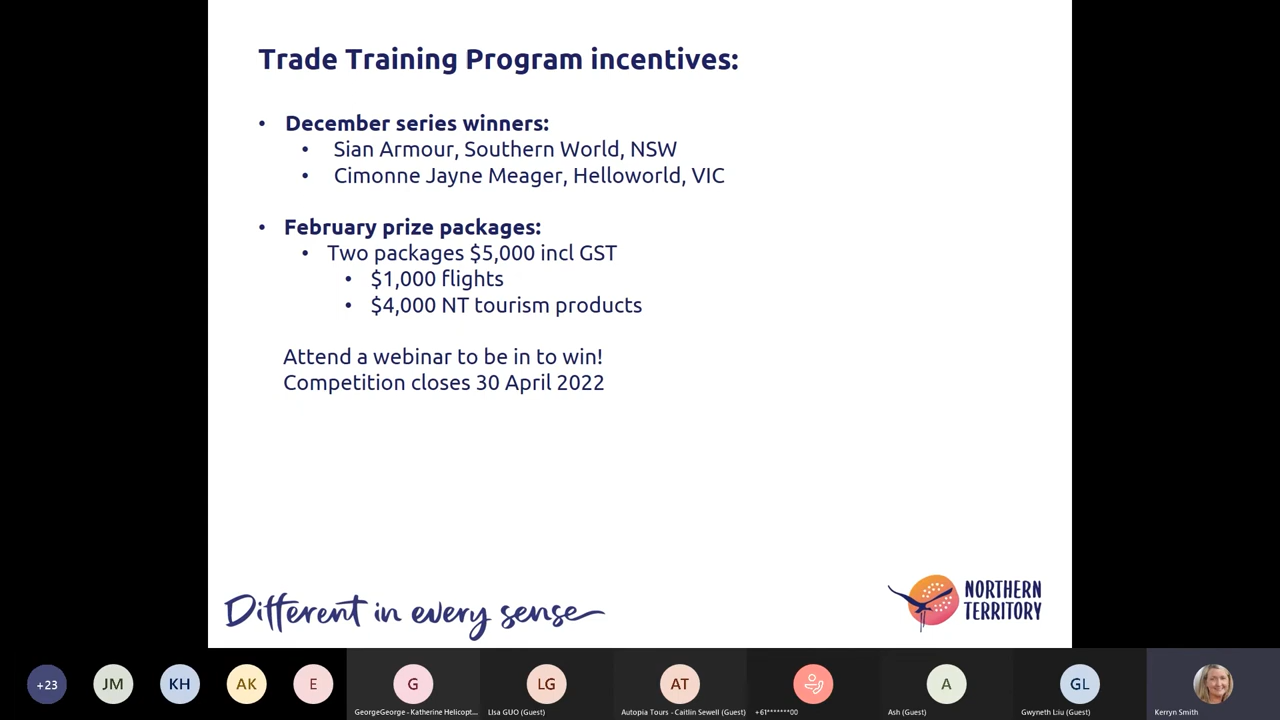 Trade Training Program incentives:
• December series winners:
• Sian Armour, Southern World, NSW
• Cimonne Jayne Meager, Helloworld, VIC
• February prize packages:
• Two packages $5,000 incl GST
• $1,000 flights
• $4,000 NT tourism products
Attend a webinar to be in to win!
Competition closes 30 April 2022
Different in every sense
NORTHERN
TERRITORY
+23
JM
KH
AK
E
G
LG
AT
A
GL
GeorgeGeorge - Katherine Helicopt...
LIsa GUO (Guest)
Autopia Tours - Caitlin Sewell (Guest)
+61*******00
Ash (Guest)
Gwyneth Liu (Guest)
Kerryn Smith